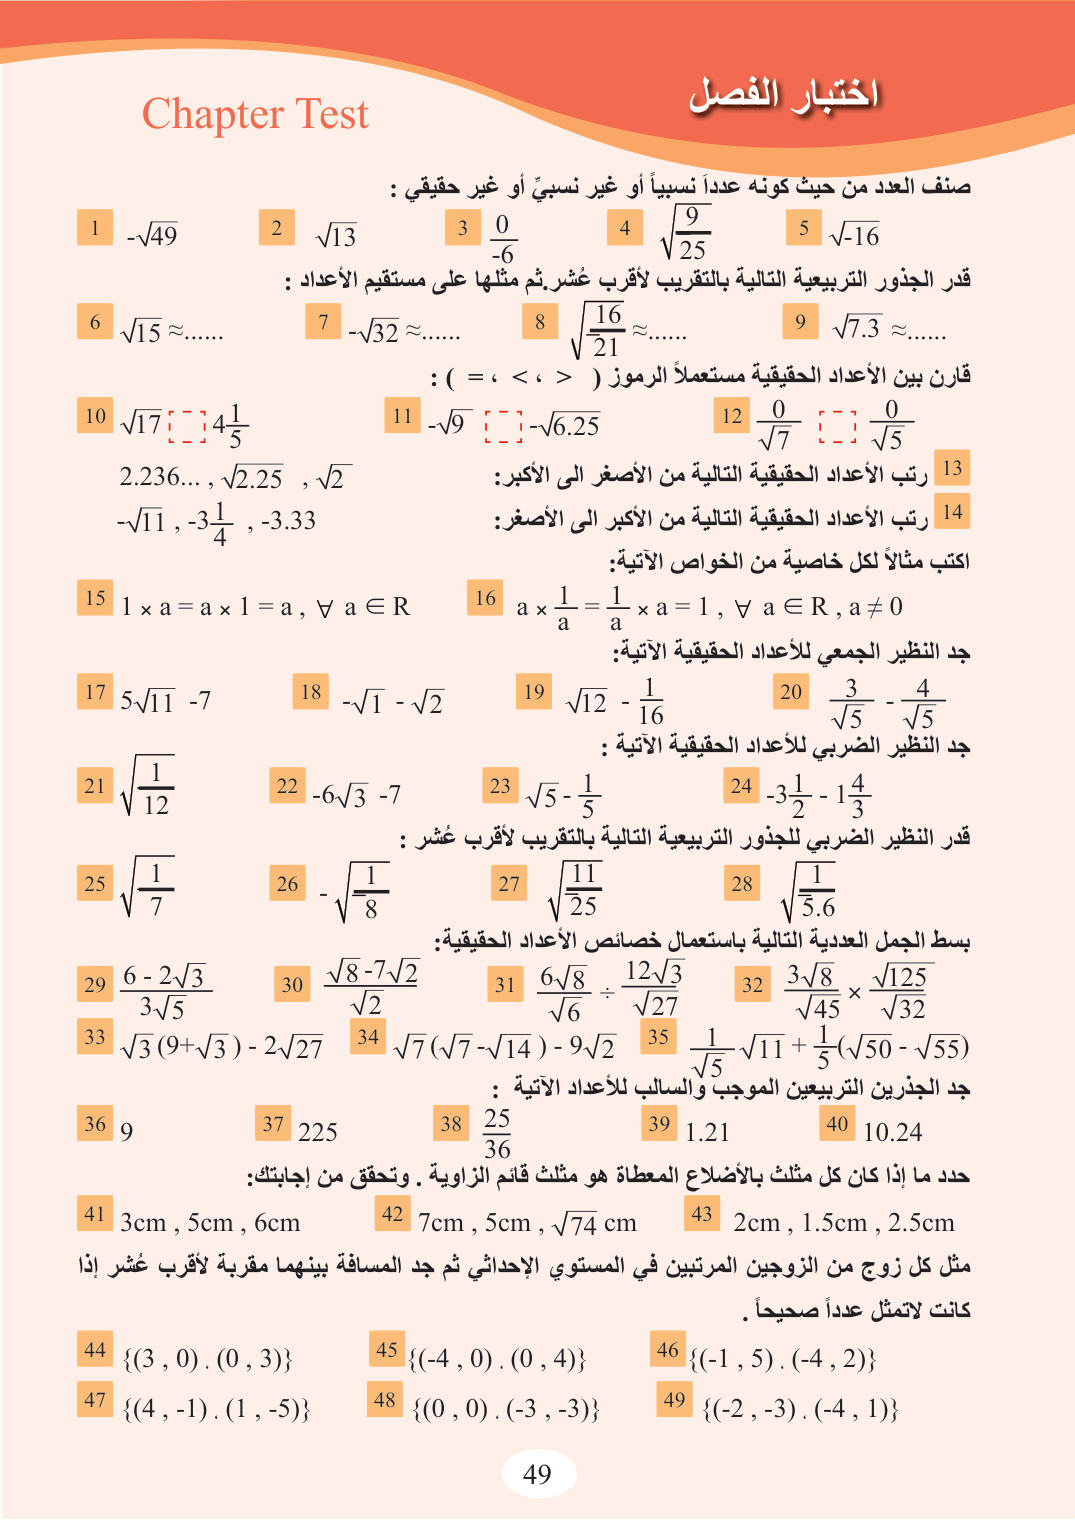 اختبار الفصل
Chapter Test
صنف العدد من حيث كونه عدداَ نسبياً أو غير نسبيٍّ أو غير حقيقي :
1 -√49 2 √13 3 0/-6 4 √(9/25) 5 √-16
قدر الجذور التربيعية التالية بالتقريب لأقرب عُشر.ثم مثلها على مستقيم الأعداد :
6 √15 ≈...... 7 -√32 ≈...... 8 √(16/21) ≈...... 9 √7.3 ≈......
قارن بين الأعداد الحقيقية مستعملاً الرموز ( > ، < ، = ) :
10 √17 4 1/5 11 -√9 -√6.25 12 0/√7 0/√5
13 رتب الأعداد الحقيقية التالية من الأصغر الى الأكبر: 2.236... , √2.25 , √2
14 رتب الأعداد الحقيقية التالية من الأكبر الى الأصغر: -√11 , -3 1/4 , -3.33
اكتب مثالاً لكل خاصية من الخواص الآتية:
15 1 × a = a × 1 = a , ∀ a ∈ R 16 a × 1/a = 1/a × a = 1 , ∀ a ∈ R , a ≠ 0
جد النظير الجمعي للأعداد الحقيقية الآتية:
17 5√11 -7 18 -√1 - √2 19 √12 - 1/16 20 3/√5 - 4/√5
جد النظير الضربي للأعداد الحقيقية الآتية :
21 √(1/12) 22 -6√3 -7 23 √5 - 1/5 24 -3 1/2 - 1 4/3
قدر النظير الضربي للجذور التربيعية التالية بالتقريب لأقرب عُشر :
25 √(1/7) 26 -√(1/8) 27 √(11/25) 28 √(1/5.6)
بسط الجمل العددية التالية باستعمال خصائص الأعداد الحقيقية:
29 (6 - 2√3)/(3√5) 30 (√8 -7√2)/√2 31 6√8/√6 ÷ 12√3/√27 32 3√8/√45 × √125/√32
33 √3 (9+√3 ) - 2√27 34 √7 (√7 -√14 ) - 9√2 35 1/√5 √11 + 1/5 (√50 - √55)
جد الجذرين التربيعين الموجب والسالب للأعداد الآتية :
36 9 37 225 38 25/36 39 1.21 40 10.24
حدد ما إذا كان كل مثلث بالأضلاع المعطاة هو مثلث قائم الزاوية . وتحقق من إجابتك:
41 3cm , 5cm , 6cm 42 7cm , 5cm , √74 cm 43 2cm , 1.5cm , 2.5cm
مثل كل زوج من الزوجين المرتبين في المستوي الإحداثي ثم جد المسافة بينهما مقربة لأقرب عُشر إذا
كانت لاتمثل عدداً صحيحاً .
44 {(3 , 0) . (0 , 3)} 45 {(-4 , 0) . (0 , 4)} 46 {(-1 , 5) . (-4 , 2)}
47 {(4 , -1) . (1 , -5)} 48 {(0 , 0) . (-3 , -3)} 49 {(-2 , -3) . (-4 , 1)}
49